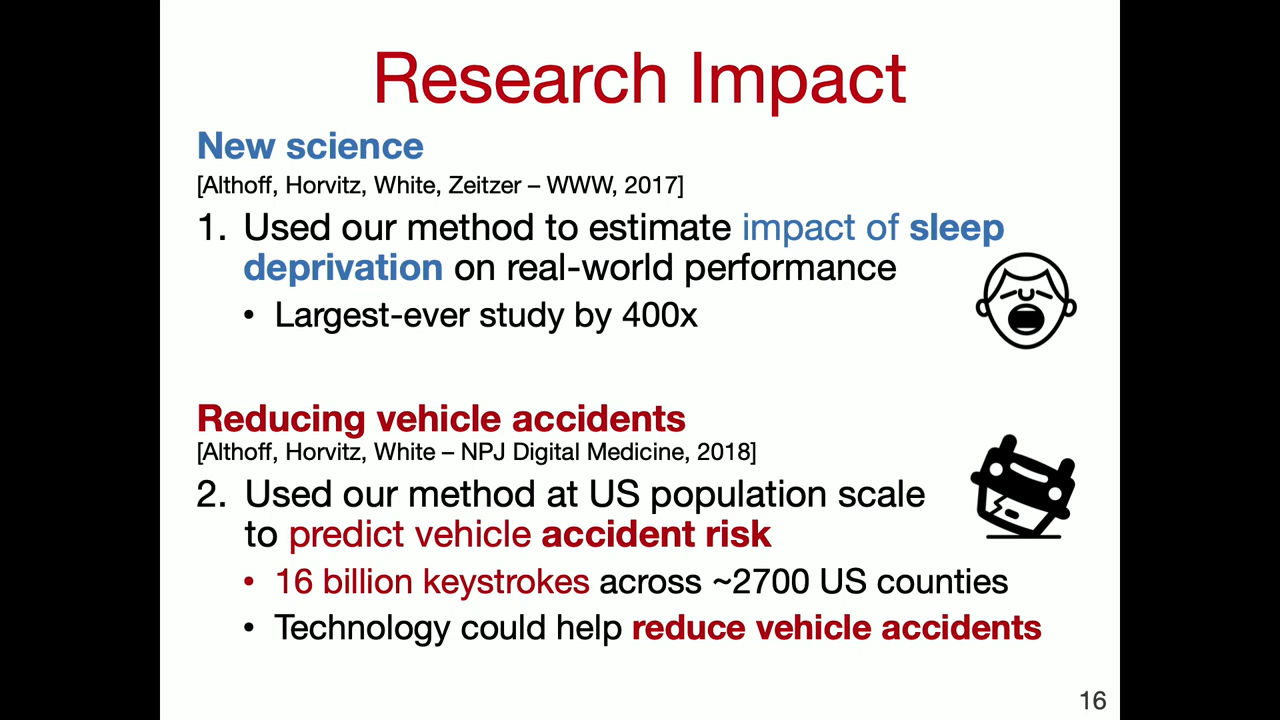 Research Impact
New science
[Althoff, Horvitz, White, Zeitzer – WWW, 2017]
1. Used our method to estimate impact of sleep
deprivation on real-world performance
• Largest-ever study by 400x
Reducing vehicle accidents
[Althoff, Horvitz, White – NPJ Digital Medicine, 2018]
2. Used our method at US population scale
to predict vehicle accident risk
• 16 billion keystrokes across ~2700 US counties
• Technology could help reduce vehicle accidents
16